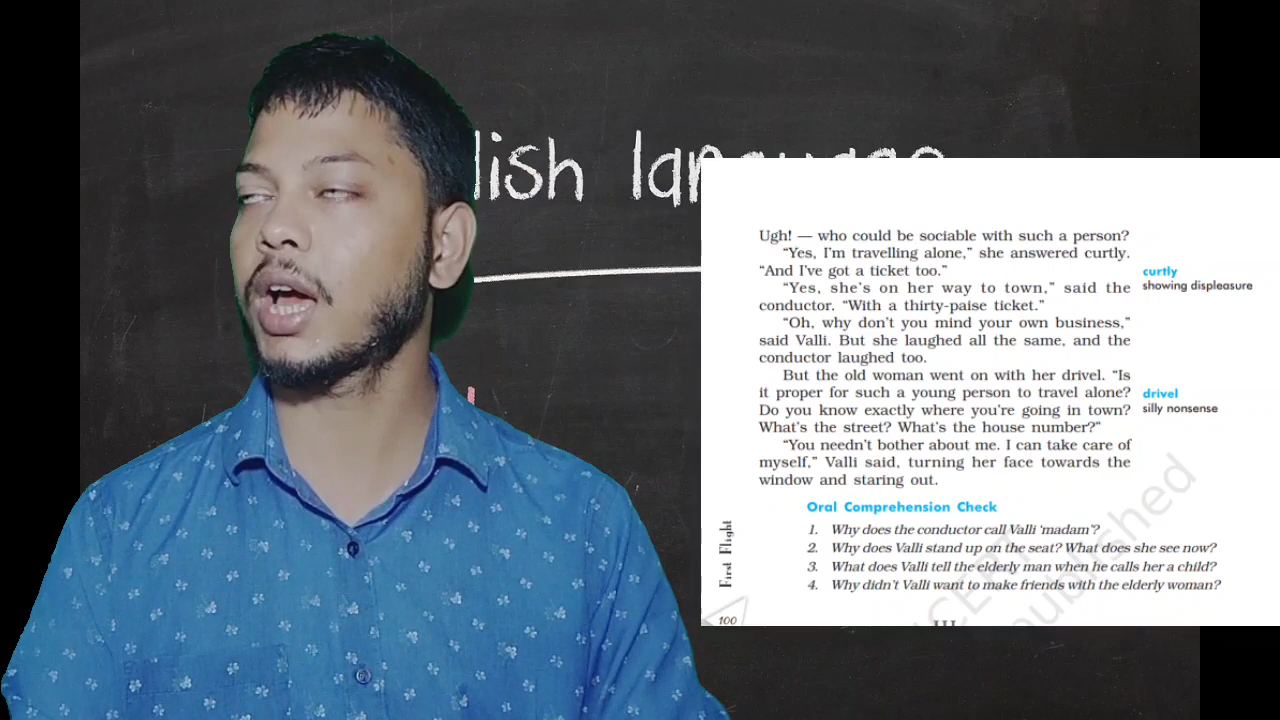 lish language
Ugh! — who could be sociable with such a person?
“Yes, I’m travelling alone,” she answered curtly.
“And I’ve got a ticket too.”
“Yes, she’s on her way to town,” said the
conductor. “With a thirty-paise ticket.”
“Oh, why don’t you mind your own business,”
said Valli. But she laughed all the same, and the
conductor laughed too.
But the old woman went on with her drivel. “Is
it proper for such a young person to travel alone?
Do you know exactly where you’re going in town?
What’s the street? What’s the house number?”
“You needn’t bother about me. I can take care of
myself,” Valli said, turning her face towards the
window and staring out.
curtly
showing displeasure
drivel
silly nonsense
Oral Comprehension Check
1. Why does the conductor call Valli ‘madam’?
2. Why does Valli stand up on the seat? What does she see now?
3. What does Valli tell the elderly man when he calls her a child?
4. Why didn’t Valli want to make friends with the elderly woman?
First Flight
100